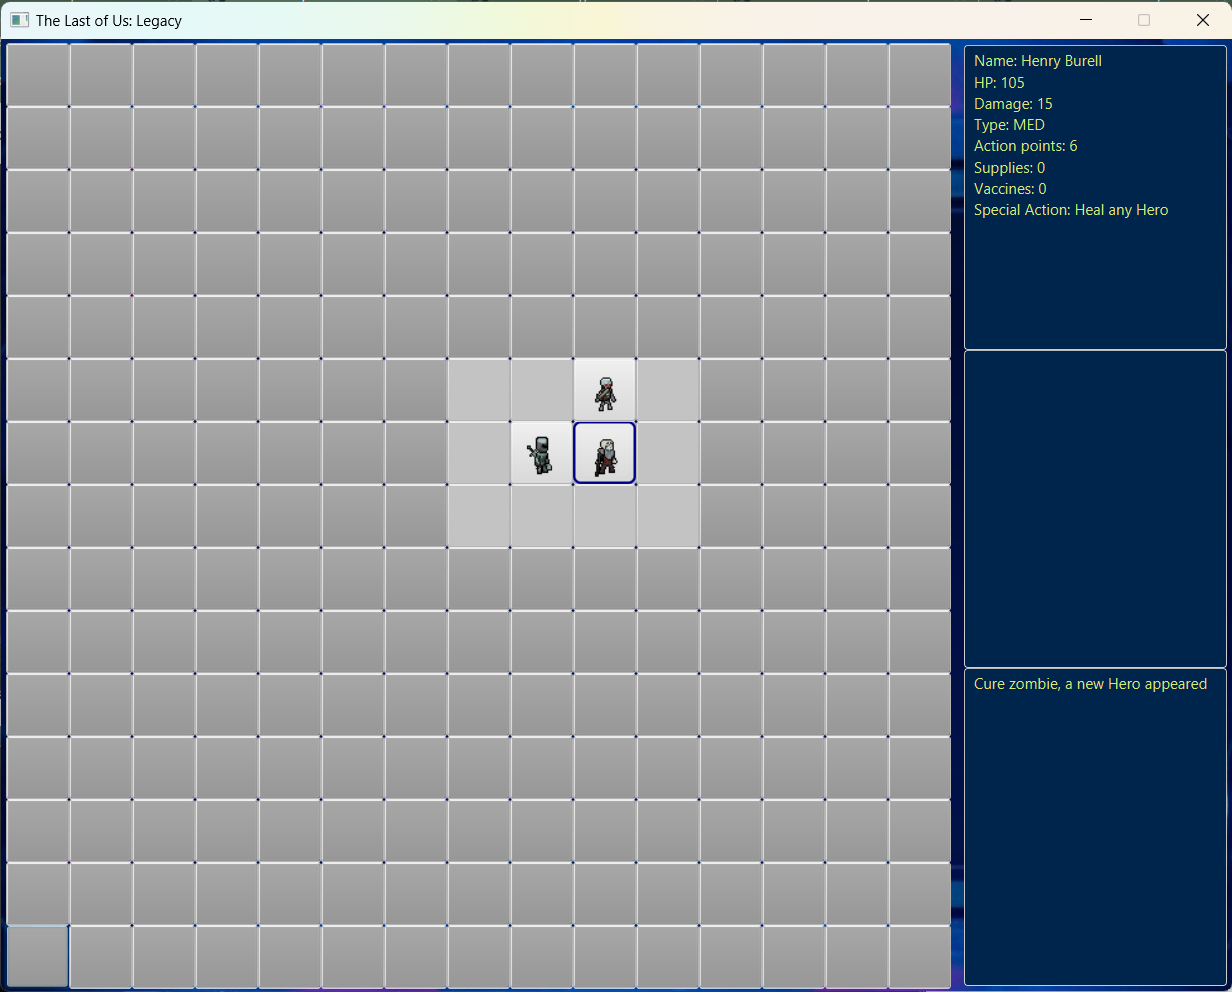 The Last of Us: Legacy
Name: Henry Burell
HP: 105
Damage: 15
Type: MED
Action points: 6
Supplies: 0
Vaccines: 0
Special Action: Heal any Hero
Cure zombie, a new Hero appeared